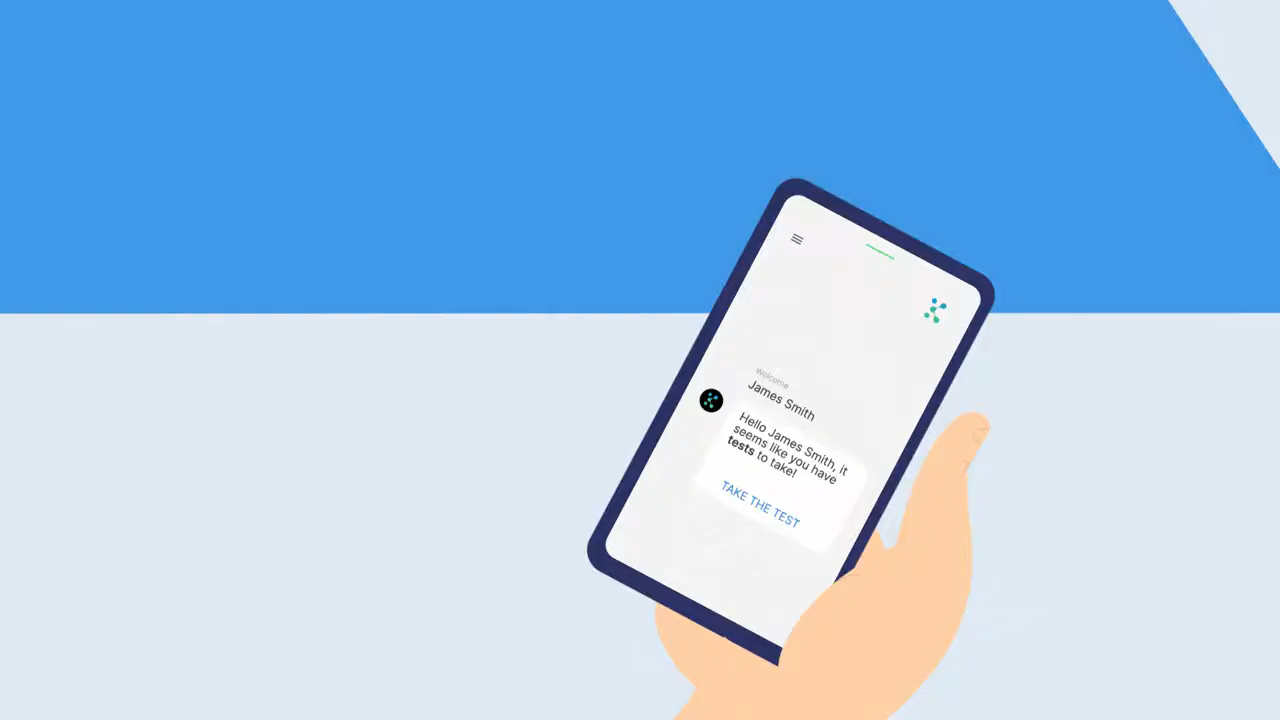 Welcome
James Smith
Hello James Smith, it
seems like you have
tests to take!
TAKE THE TEST